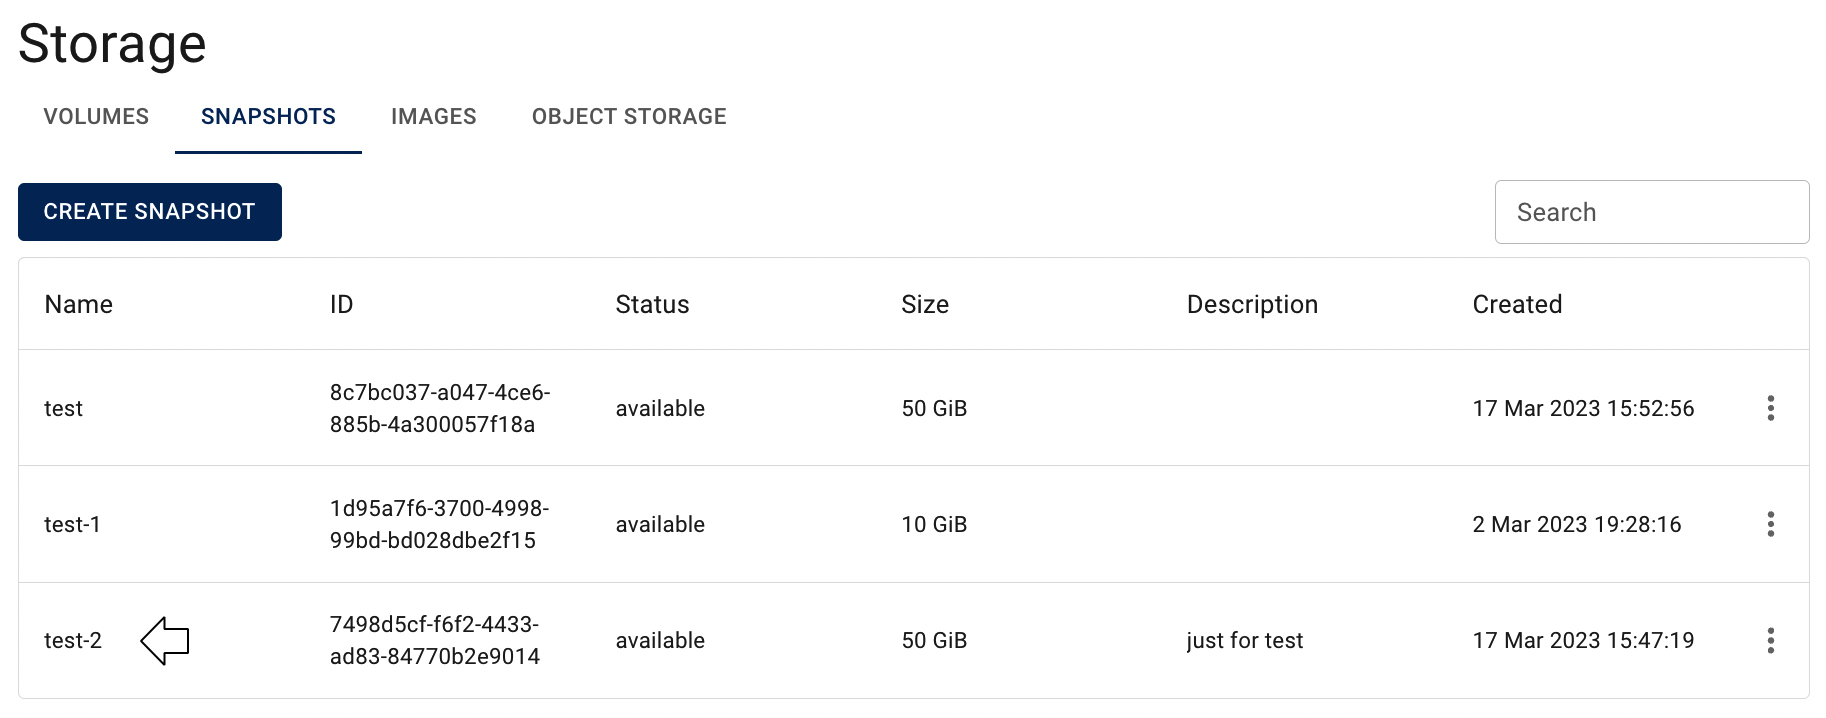 Storage
VOLUMES SNAPSHOTS IMAGES OBJECT STORAGE
CREATE SNAPSHOT Search
Name ID Status Size Description Created
test 8c7bc037-a047-4ce6-885b-4a300057f18a available 50 GiB 17 Mar 2023 15:52:56
test-1 1d95a7f6-3700-4998-99bd-bd028dbe2f15 available 10 GiB 2 Mar 2023 19:28:16
test-2 7498d5cf-f6f2-4433-ad83-84770b2e9014 available 50 GiB just for test 17 Mar 2023 15:47:19